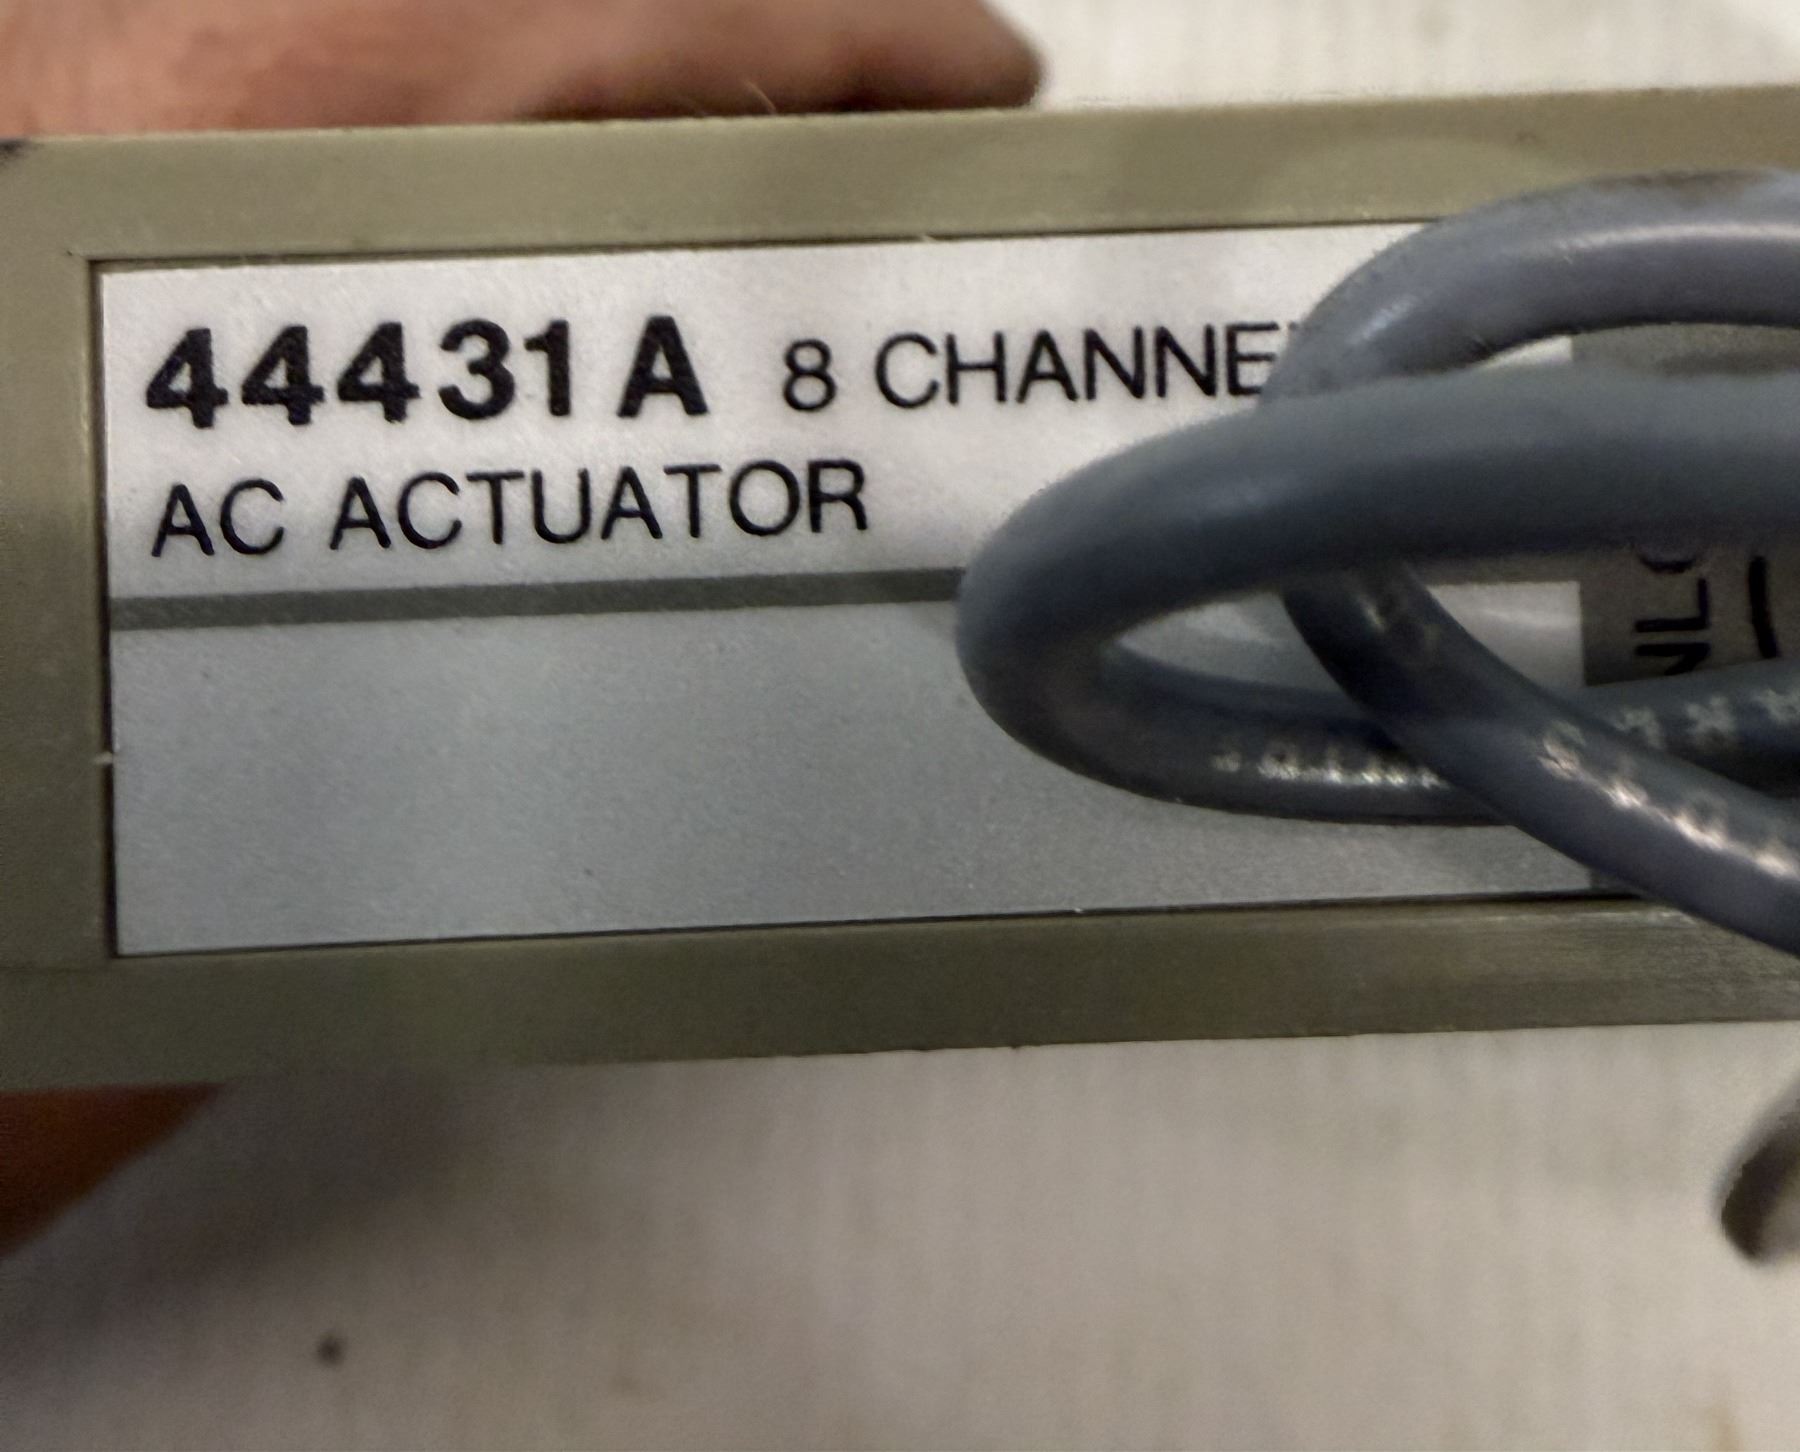 44431A 8 CHANNE
AC ACTUATOR